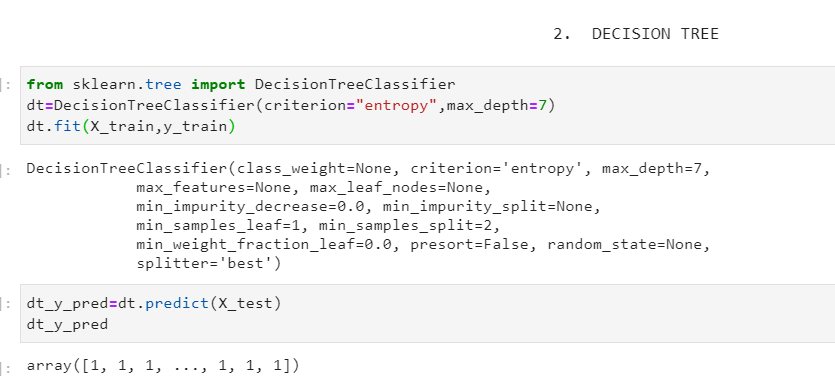 2. DECISION TREE
]:
from sklearn.tree import DecisionTreeClassifier
dt=DecisionTreeClassifier(criterion="entropy",max_depth=7)
dt.fit(X_train,y_train)
]:
DecisionTreeClassifier(class_weight=None, criterion='entropy', max_depth=7,
max_features=None, max_leaf_nodes=None,
min_impurity_decrease=0.0, min_impurity_split=None,
min_samples_leaf=1, min_samples_split=2,
min_weight_fraction_leaf=0.0, presort=False, random_state=None,
splitter='best')
]:
dt_y_pred=dt.predict(X_test)
dt_y_pred
]:
array([1, 1, 1, ..., 1, 1, 1])